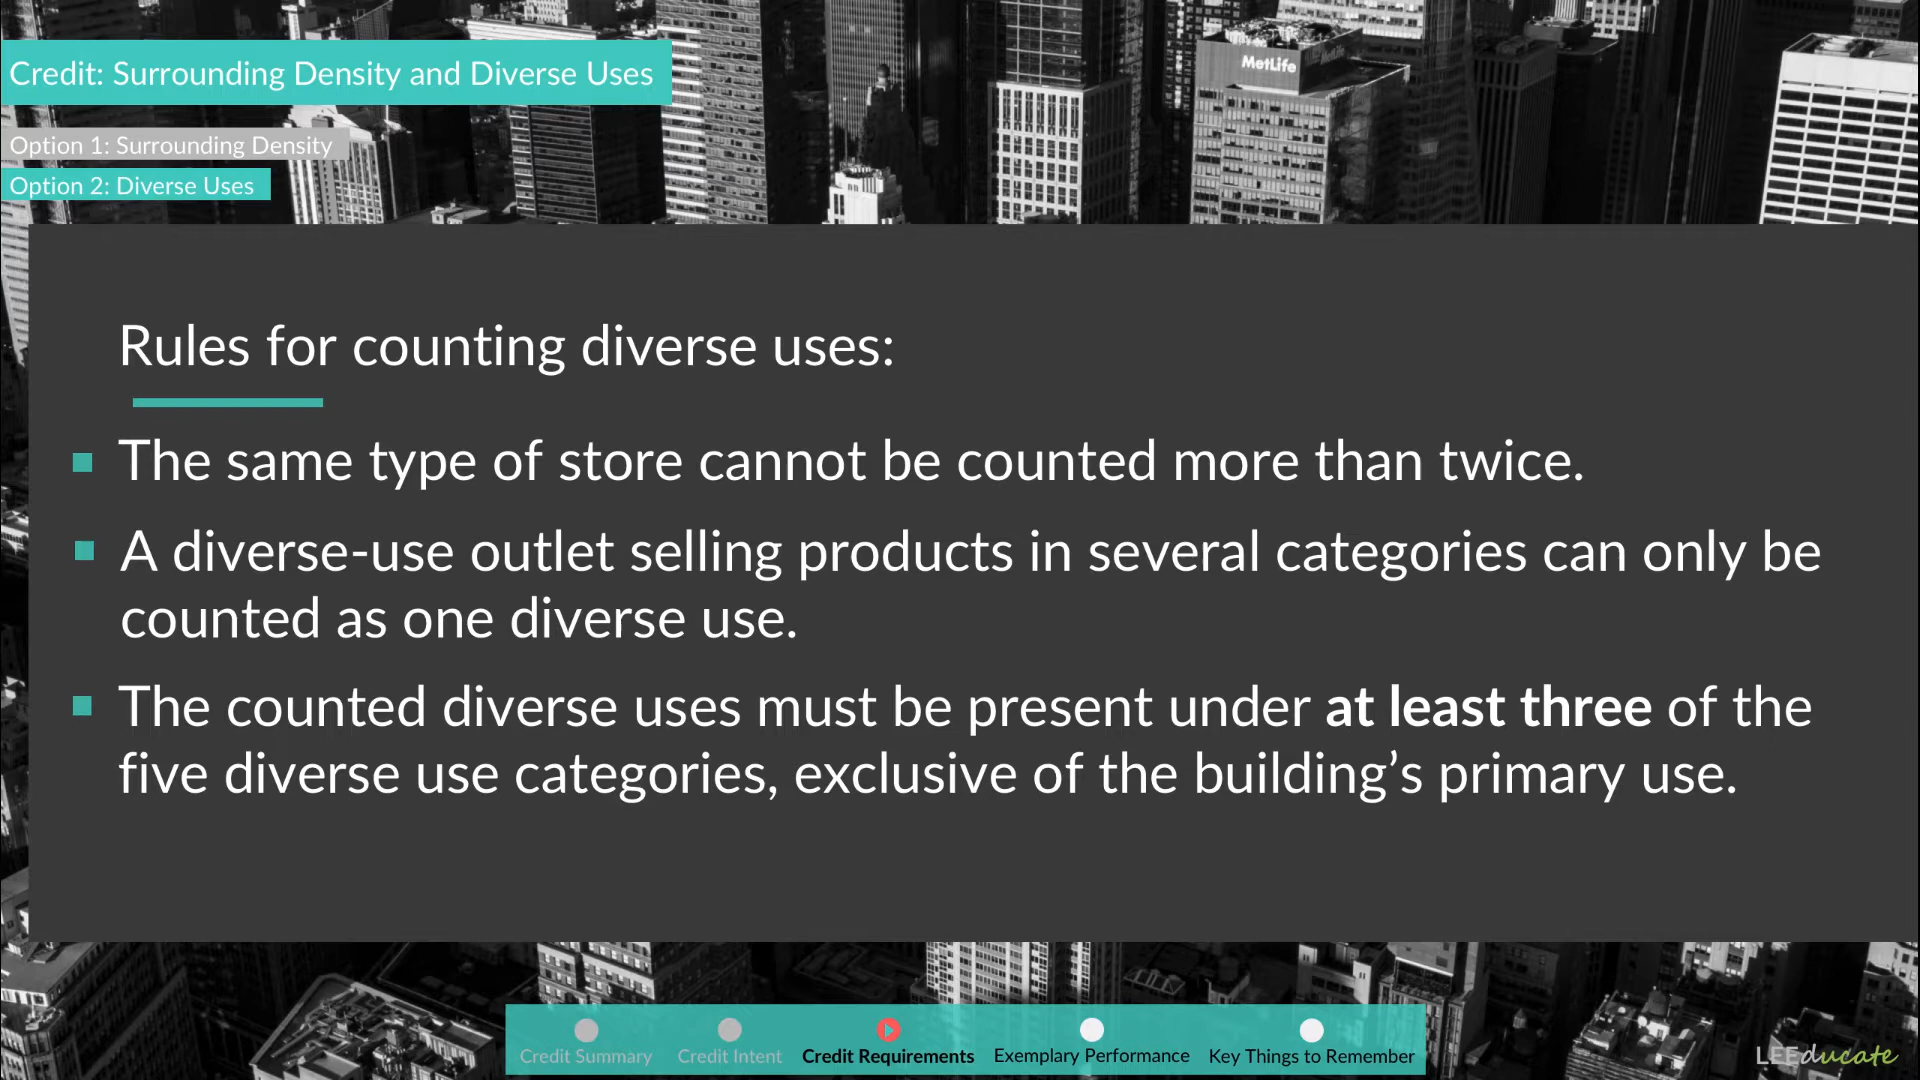 Credit: Surrounding Density and Diverse Uses
MetLife
Option 1: Surrounding Density
Option 2: Diverse Uses
Rules for counting diverse uses:
The same type of store cannot be counted more than twice.
A diverse-use outlet selling products in several categories can only be
counted as one diverse use.
The counted diverse uses must be present under at least three of the
five diverse use categories, exclusive of the building’s primary use.
Credit Summary
Credit Intent
Credit Requirements
Exemplary Performance
Key Things to Remember
LEEducate